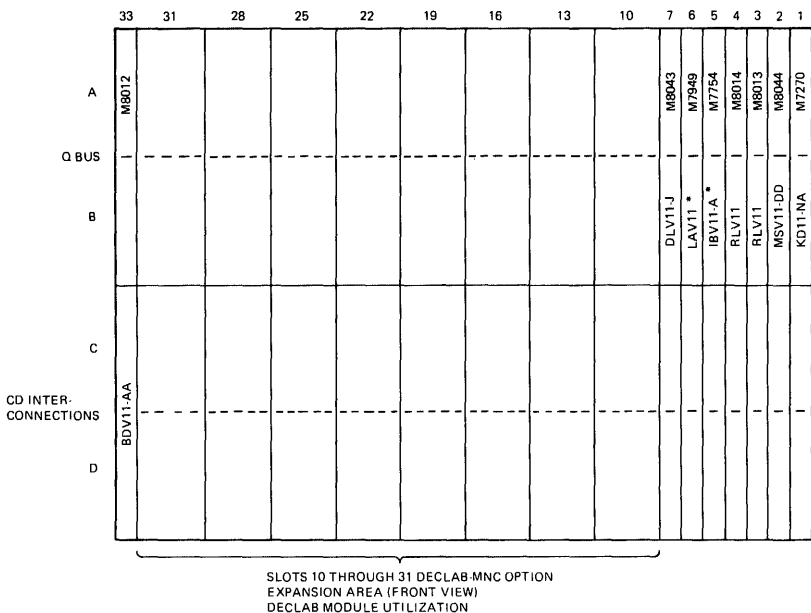 33 31 28 25 22 19 16 13 10 7 6 5 4 3 2 1
A
M8012
M8043
M7949
M7754
M8014
M8013
M8044
M7270
Q BUS
B
DLV11-J
LAV11 *
IBV11-A *
RLV11
RLV11
MSV11-DD
KD11-NA
C
CD INTER-
CONNECTIONS
BDV11-AA
D
SLOTS 10 THROUGH 31 DECLAB-MNC OPTION
EXPANSION AREA (FRONT VIEW)
DECLAB MODULE UTILIZATION